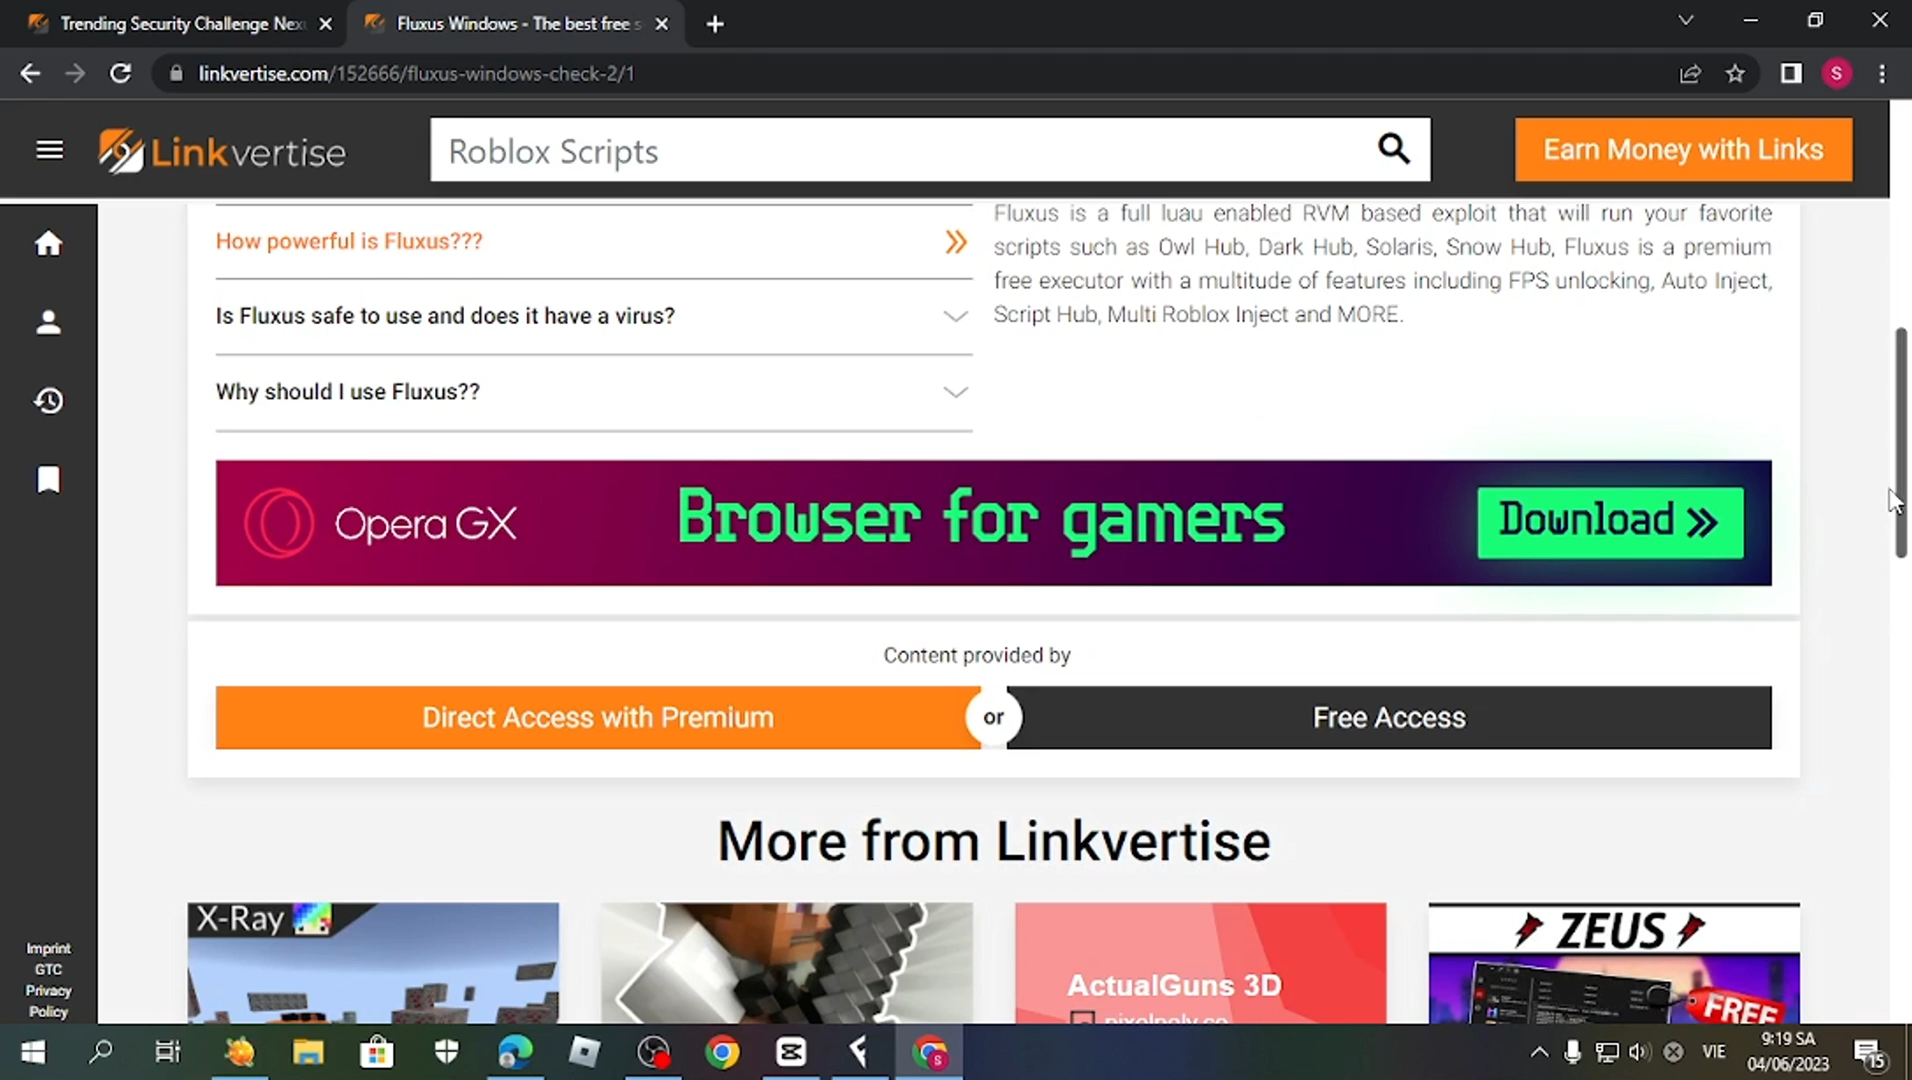 Trending Security Challenge Nex
Fluxus Windows - The best free s
linkvertise.com/152666/fluxus-windows-check-2/1
S
Linkvertise
Roblox Scripts
Earn Money with Links
How powerful is Fluxus???
Is Fluxus safe to use and does it have a virus?
Why should I use Fluxus??
Fluxus is a full luau enabled RVM based exploit that will run your favorite
scripts such as Owl Hub, Dark Hub, Solaris, Snow Hub, Fluxus is a premium
free executor with a multitude of features including FPS unlocking, Auto Inject,
Script Hub, Multi Roblox Inject and MORE.
Opera GX
Browser for gamers
Download
Content provided by
Direct Access with Premium
or
Free Access
More from Linkvertise
X-Ray
ActualGuns 3D
pixelpoly.co
ZEUS
FREE
Imprint
GTC
Privacy
Policy
VIE
9:19 SA
04/06/2023
15